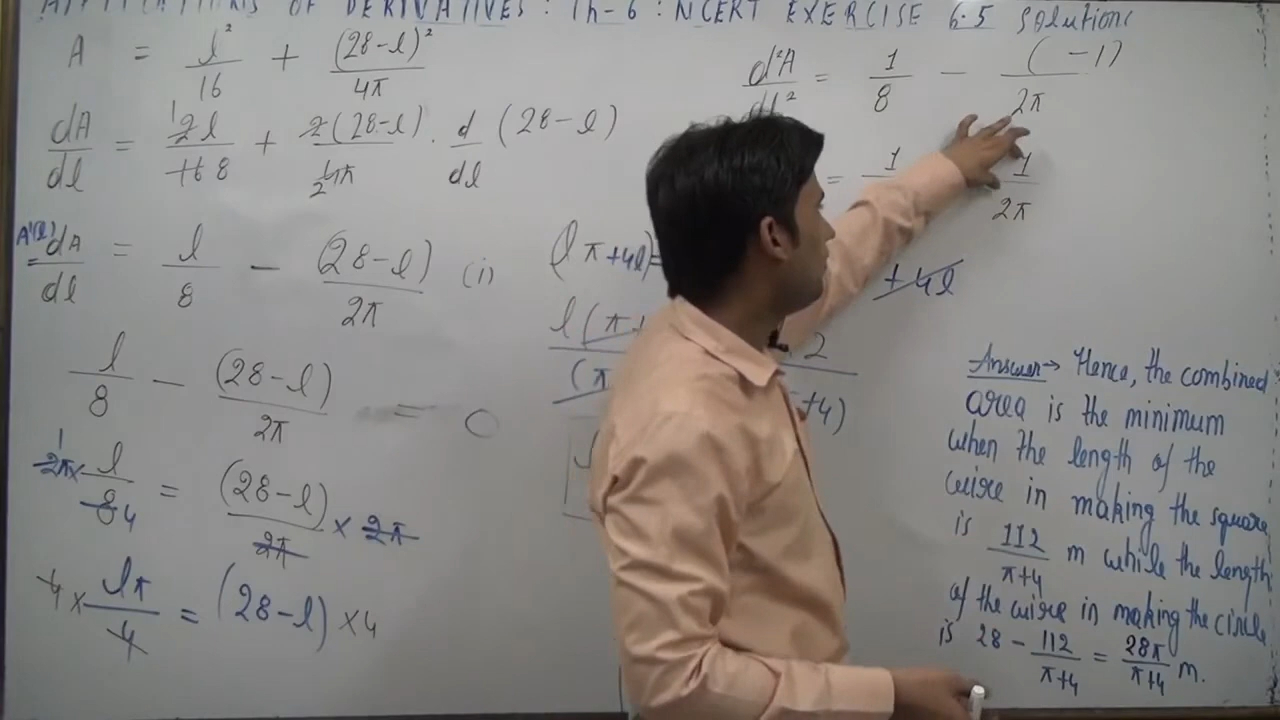 APPLICATIONS OF DERIVATIVES: Ch-6: NCERT EXERCISE 6.5 Solutions
A = l²/16 + (28-l)²/4π
dA/dl = 2l/16 8 + 2(28-l)/4π 2 . d/dl (28-l)
A'(l) = dA/dl = l/8 - (28-l)/2π (i)
l/8 - (28-l)/2π = 0
2π 1 × l/8 4 = (28-l)/2π × 2π
4 × lπ/4 = (28-l) × 4
(lπ+4l)=
+4l
l(π+
(π
2
+4)
d²A/dl² = 1/8 - (-1)/2π
= 1 1/2π
Answer→ Hence, the combined
area is the minimum
when the length of the
wire in making the square
is 112/π+4 m while the length
of the wire in making the circle
is 28 - 112/π+4 = 28π/π+4 m.